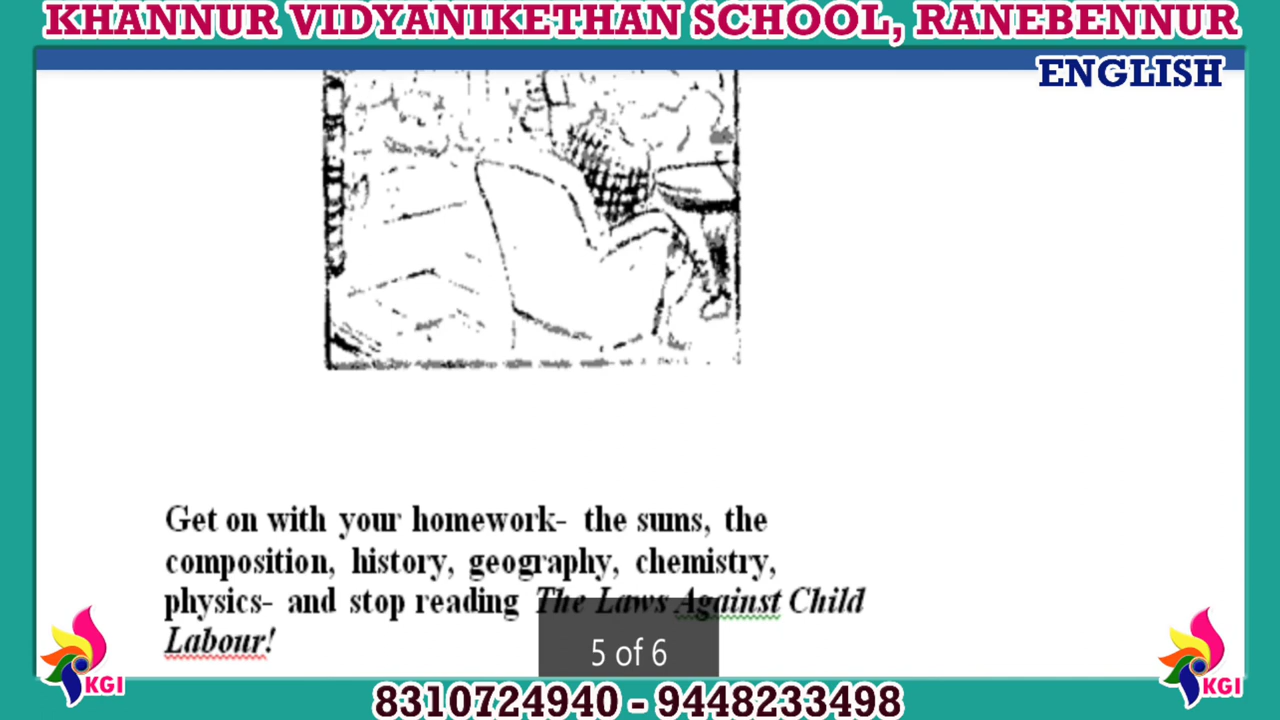 KHANNUR VIDYANIKETHAN SCHOOL, RANEBENNUR
ENGLISH
Get on with your homework- the sums, the
composition, history, geography, chemistry,
physics- and stop reading The Laws Against Child
Labour!
5 of 6
KGI
KGI
8310724940 - 9448233498